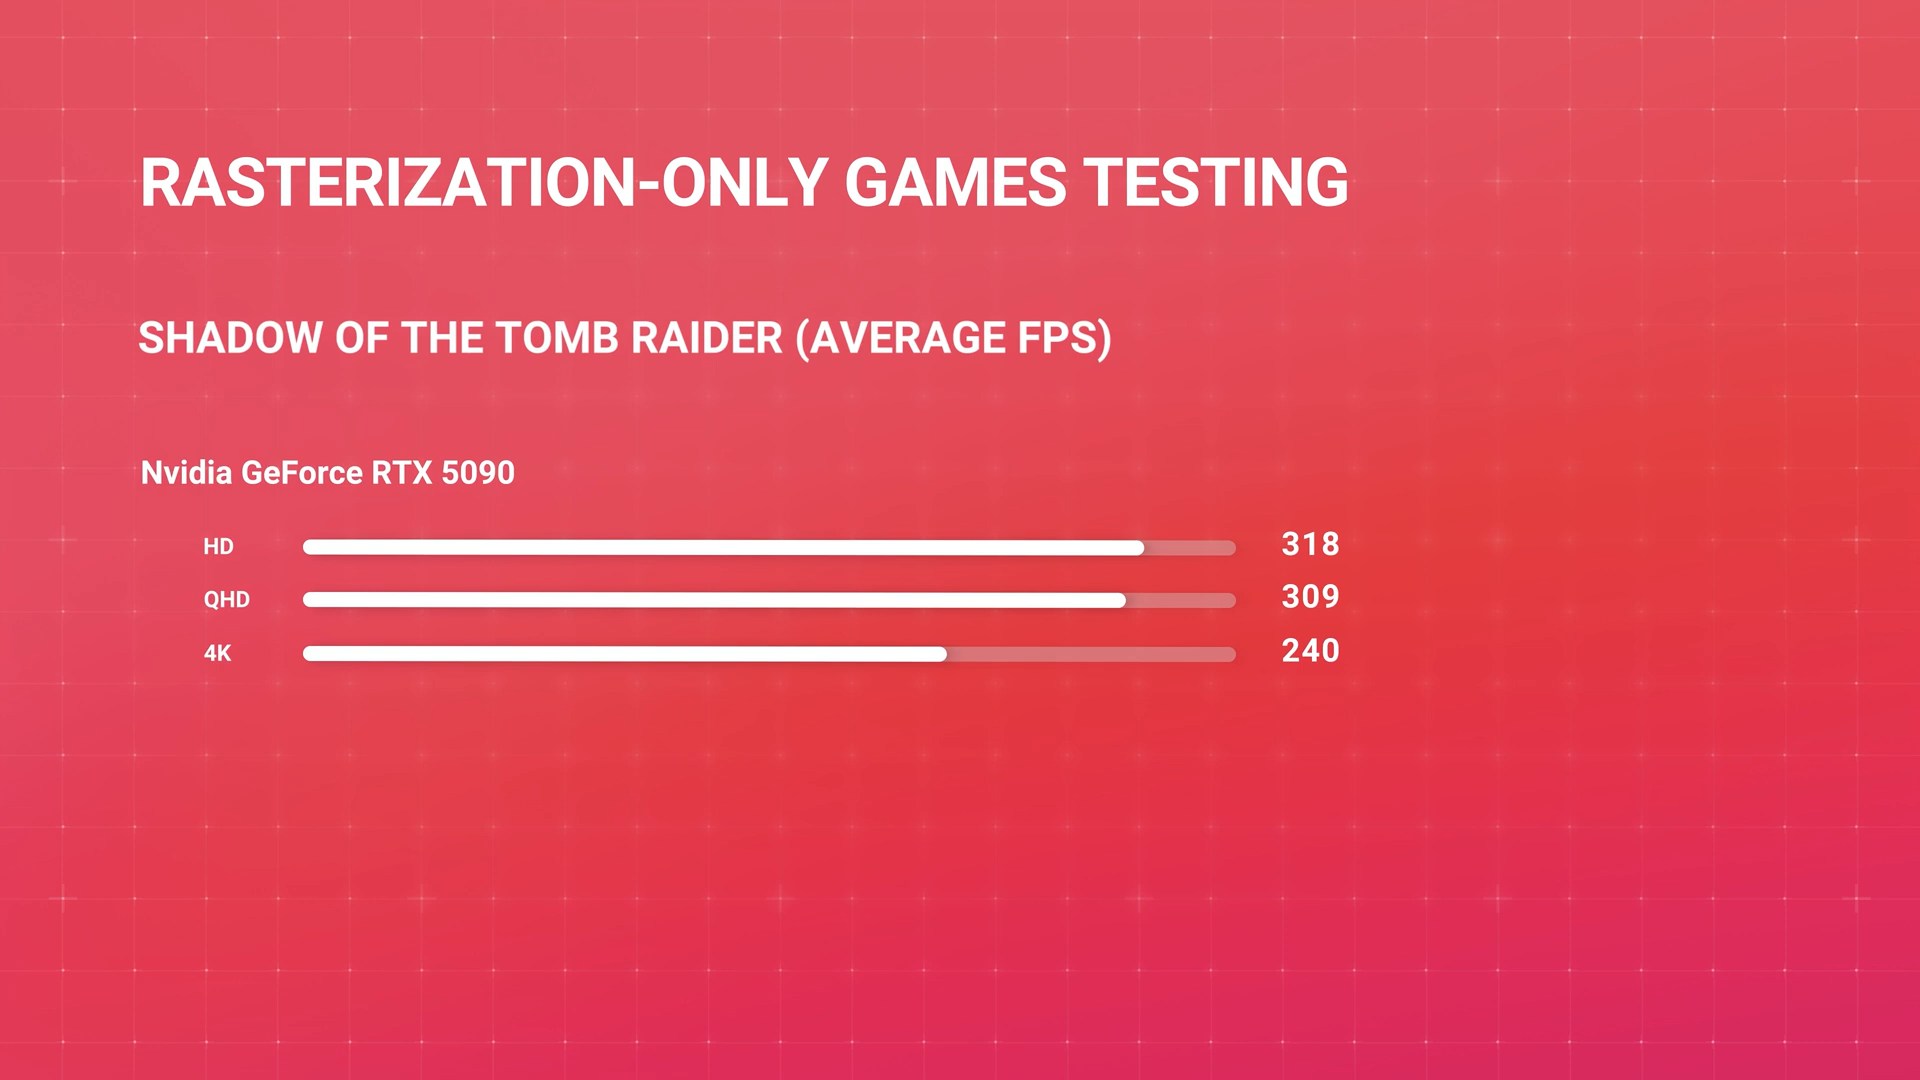 RASTERIZATION-ONLY GAMES TESTING
SHADOW OF THE TOMB RAIDER (AVERAGE FPS)
Nvidia GeForce RTX 5090
HD 318
QHD 309
4K 240